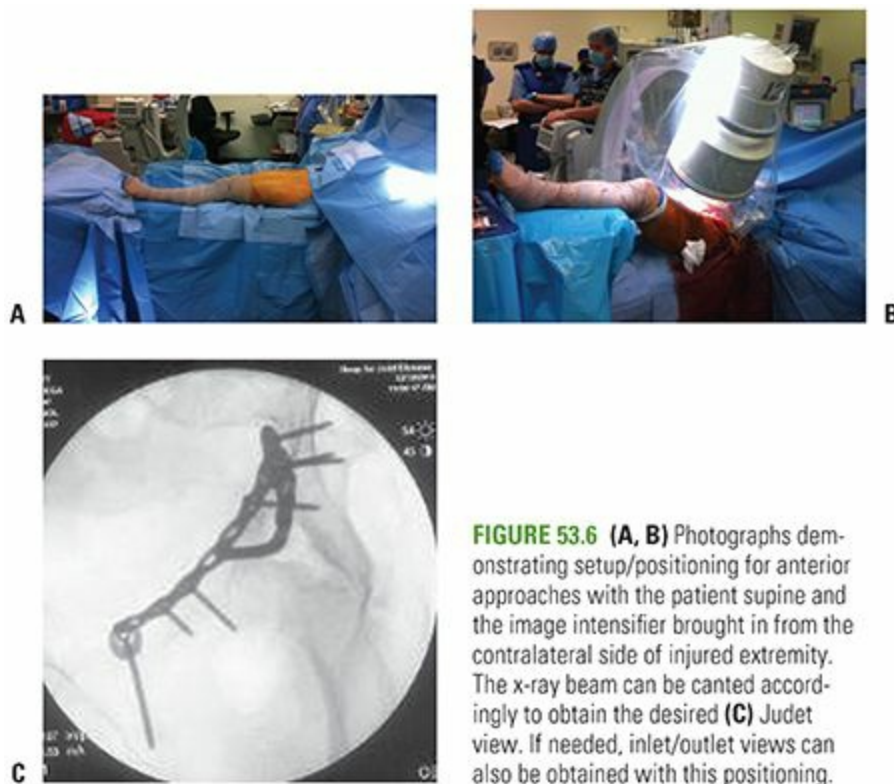 A
B
FIGURE 53.6 (A, B) Photographs dem-
onstrating setup/positioning for anterior
approaches with the patient supine and
the image intensifier brought in from the
contralateral side of injured extremity.
The x-ray beam can be canted accord-
ingly to obtain the desired (C) Judet
view. If needed, inlet/outlet views can
also be obtained with this positioning.
C